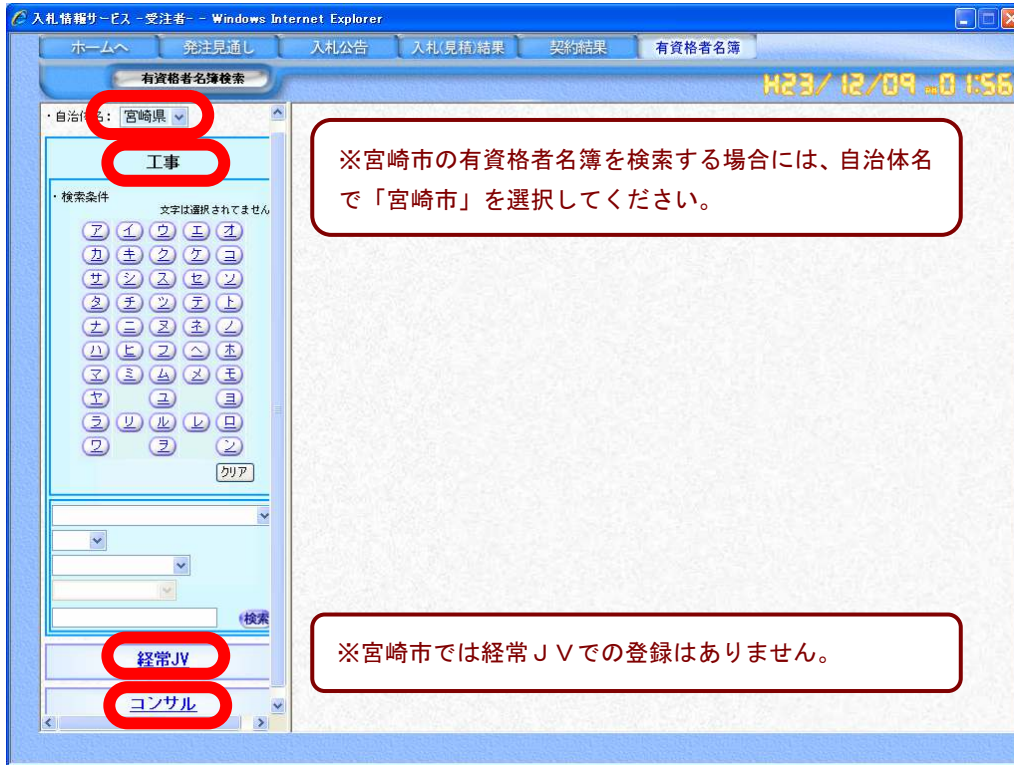 入札情報サービス -受注者- - Windows Internet Explorer
ホームへ 発注見通し 入札公告 入札(見積)結果 契約結果 有資格者名簿
有資格者名簿検索
H23/12/09 01:56
・自治体名: 宮崎県
工事
・検索条件
文字は選択されてません
ア イ ウ エ オ
カ キ ク ケ コ
サ シ ス セ ソ
タ チ ツ テ ト
ナ ニ ヌ ネ ノ
ハ ヒ フ ヘ ホ
マ ミ ム メ モ
ヤ ユ ヨ
ラ リ ル レ ロ
ワ ヲ ン
クリア
検索
経常JV
コンサル
※宮崎市の有資格者名簿を検索する場合には、自治体名
で「宮崎市」を選択してください。
※宮崎市では経常JVでの登録はありません。